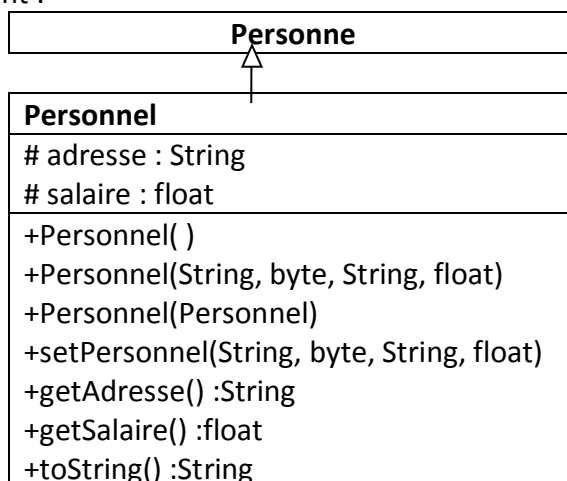 Personne
Personnel
# adresse : String
# salaire : float
+Personnel( )
+Personnel(String, byte, String, float)
+Personnel(Personnel)
+setPersonnel(String, byte, String, float)
+getAdresse() :String
+getSalaire() :float
+toString() :String